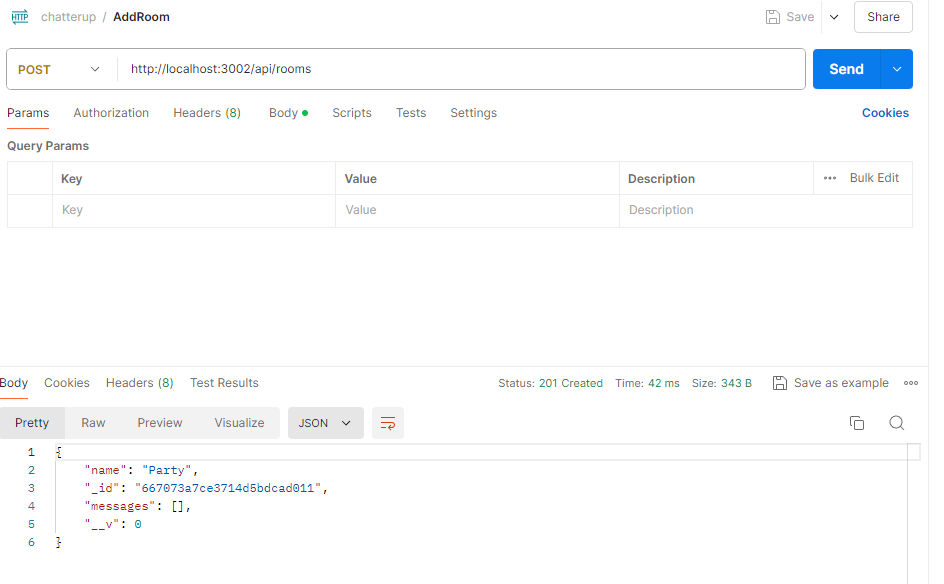 HTTP chatterup / AddRoom Save Share
POST http://localhost:3002/api/rooms Send
Params Authorization Headers (8) Body Scripts Tests Settings Cookies
Query Params
Key Value Description ••• Bulk Edit
Key Value Description
Body Cookies Headers (8) Test Results Status: 201 Created Time: 42 ms Size: 343 B Save as example
Pretty Raw Preview Visualize JSON
1 {
2 "name": "Party",
3 "_id": "667073a7ce3714d5bdcad011",
4 "messages": [],
5 "__v": 0
6 }